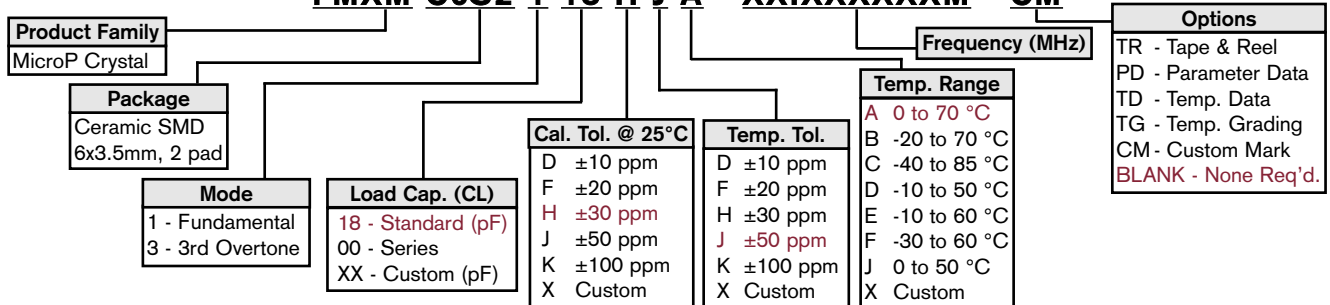 1 18 H J A CM
Product Family
MicroP Crystal
Package
Ceramic SMD
6x3.5mm, 2 pad
Mode
1 - Fundamental
3 - 3rd Overtone
Load Cap. (CL)
18 - Standard (pF)
00 - Series
XX - Custom (pF)
Cal. Tol. @ 25°C
D ±10 ppm
F ±20 ppm
H ±30 ppm
J ±50 ppm
K ±100 ppm
X Custom
Temp. Tol.
D ±10 ppm
F ±20 ppm
H ±30 ppm
J ±50 ppm
K ±100 ppm
X Custom
Frequency (MHz)
Temp. Range
A 0 to 70 °C
B -20 to 70 °C
C -40 to 85 °C
D -10 to 50 °C
E -10 to 60 °C
F -30 to 60 °C
J 0 to 50 °C
X Custom
Options
TR - Tape & Reel
PD - Parameter Data
TD - Temp. Data
TG - Temp. Grading
CM - Custom Mark
BLANK - None Req'd.